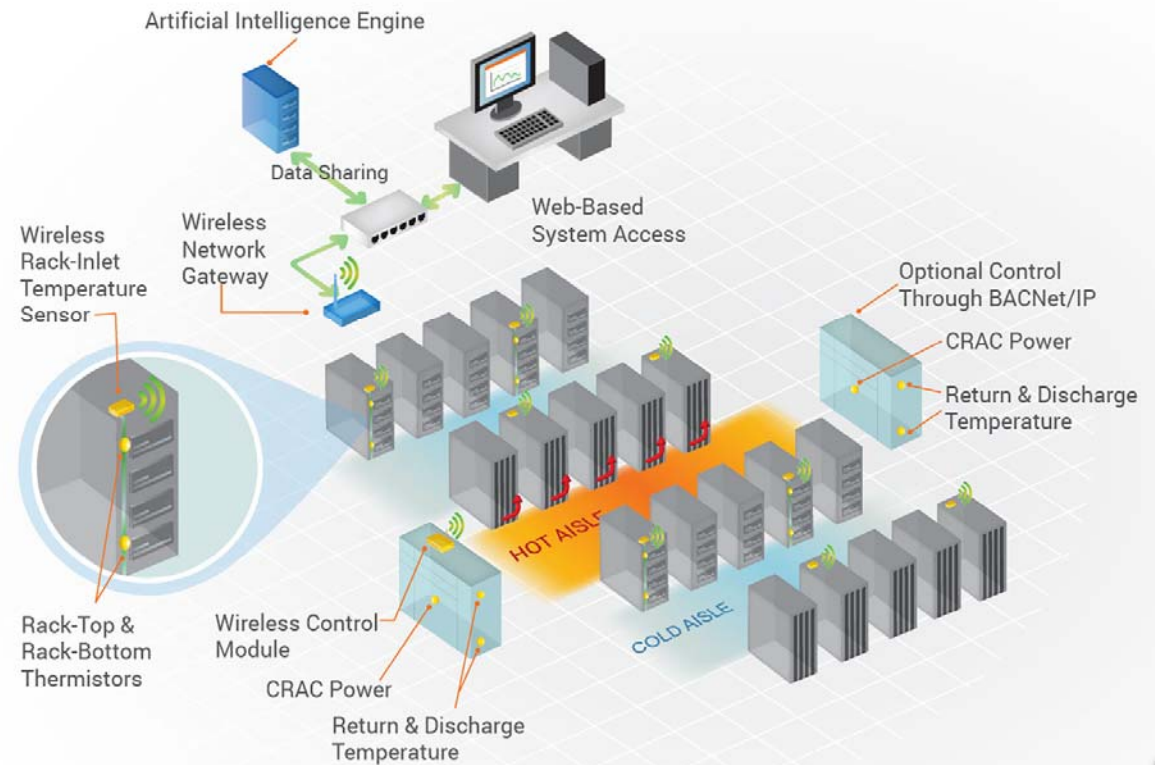 Artificial Intelligence Engine
Data Sharing
Web-Based
System Access
Wireless
Network
Gateway
Wireless
Rack-Inlet
Temperature
Sensor
Optional Control
Through BACNet/IP
CRAC Power
Return & Discharge
Temperature
HOT AISLE
COLD AISLE
Rack-Top &
Rack-Bottom
Thermistors
Wireless Control
Module
CRAC Power
Return & Discharge
Temperature